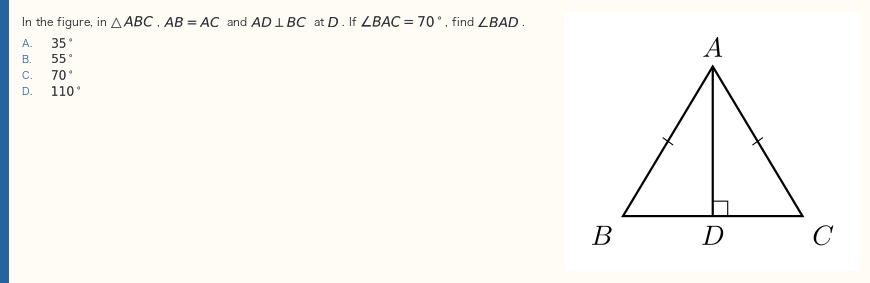 In the figure, in △ABC , AB = AC and AD ⊥ BC at D . If ∠BAC = 70° , find ∠BAD .
A. 35°
B. 55°
C. 70°
D. 110°
A
B D C